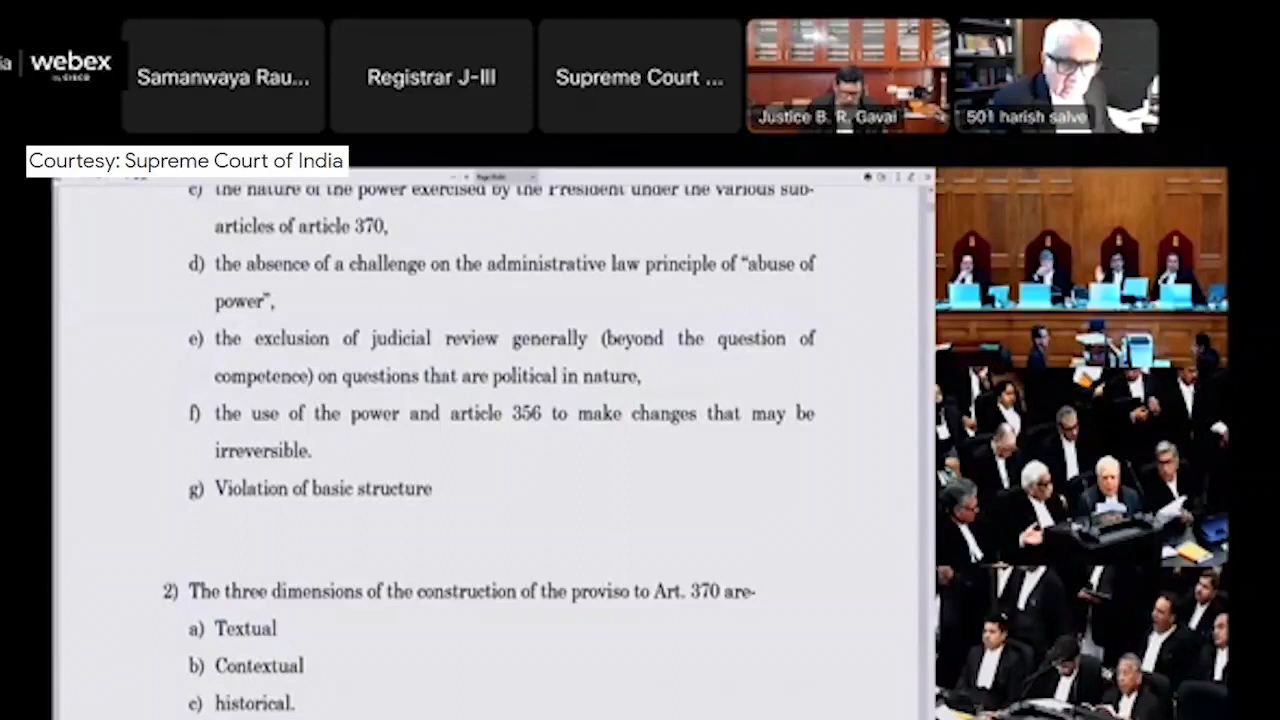 ia | webex
by CISCO
Samanwaya Rau...
Registrar J-III
Supreme Court ...
Justice B. R. Gavai
501 harish salve
Courtesy: Supreme Court of India
c) the nature of the power exercised by the President under the various sub-
articles of article 370,
d) the absence of a challenge on the administrative law principle of “abuse of
power”,
e) the exclusion of judicial review generally (beyond the question of
competence) on questions that are political in nature,
f) the use of the power and article 356 to make changes that may be
irreversible.
g) Violation of basic structure
2) The three dimensions of the construction of the proviso to Art. 370 are-
a) Textual
b) Contextual
c) historical.